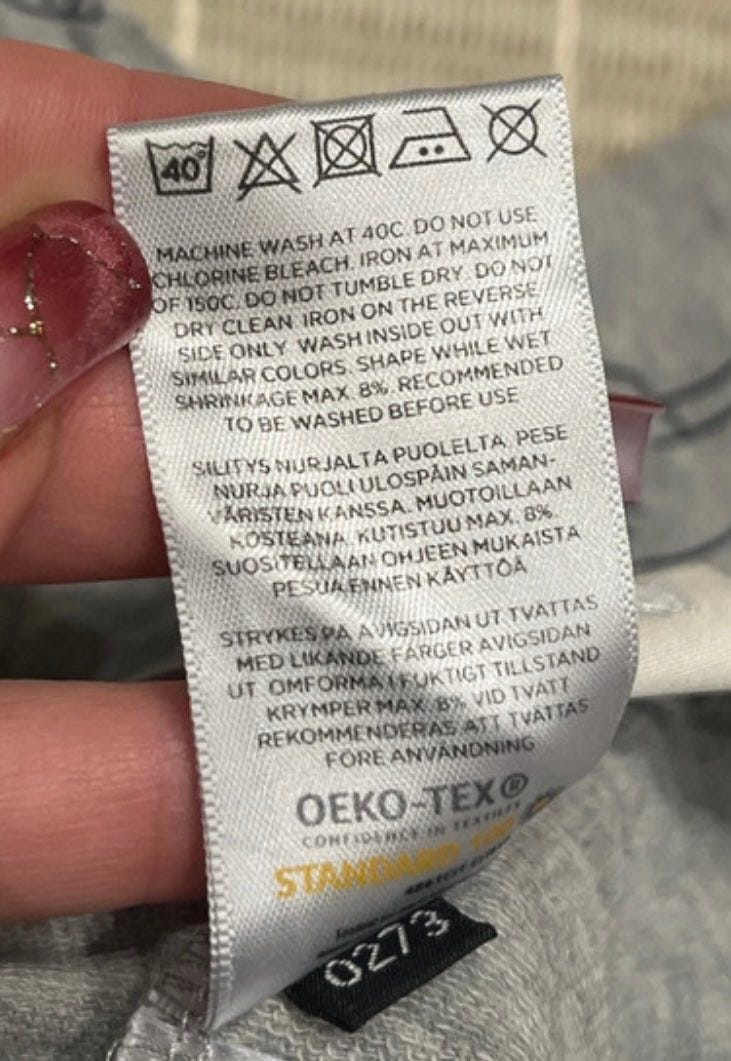 40°
MACHINE WASH AT 40C. DO NOT USE
CHLORINE BLEACH. IRON AT MAXIMUM
OF 150C. DO NOT TUMBLE DRY. DO NOT
DRY CLEAN. IRON ON THE REVERSE
SIDE ONLY. WASH INSIDE OUT WITH
SIMILAR COLORS. SHAPE WHILE WET
SHRINKAGE MAX. 8%. RECOMMENDED
TO BE WASHED BEFORE USE
SILITYS NURJALTA PUOLELTA, PESE
NURJA PUOLI ULOSPÄIN SAMAN-
VÄRISTEN KANSSA. MUOTOILLAAN
KOSTEANA. KUTISTUU MAX. 8%.
SUOSITELLAAN OHJEEN MUKAISTA
PESUA ENNEN KÄYTTÖÄ
STRYKES PÅ AVIGSIDAN UT TVÄTTAS
MED LIKANDE FÄRGER AVIGSIDAN
UT. OMFORMA I FUKTIGT TILLSTAND
KRYMPER MAX. 8% VID TVÄTT
REKOMMENDERAS ATT TVÄTTAS
FÖRE ANVÄNDNING
OEKO-TEX®
CONFIDENCE IN TEXTILES
STANDARD 100
0273